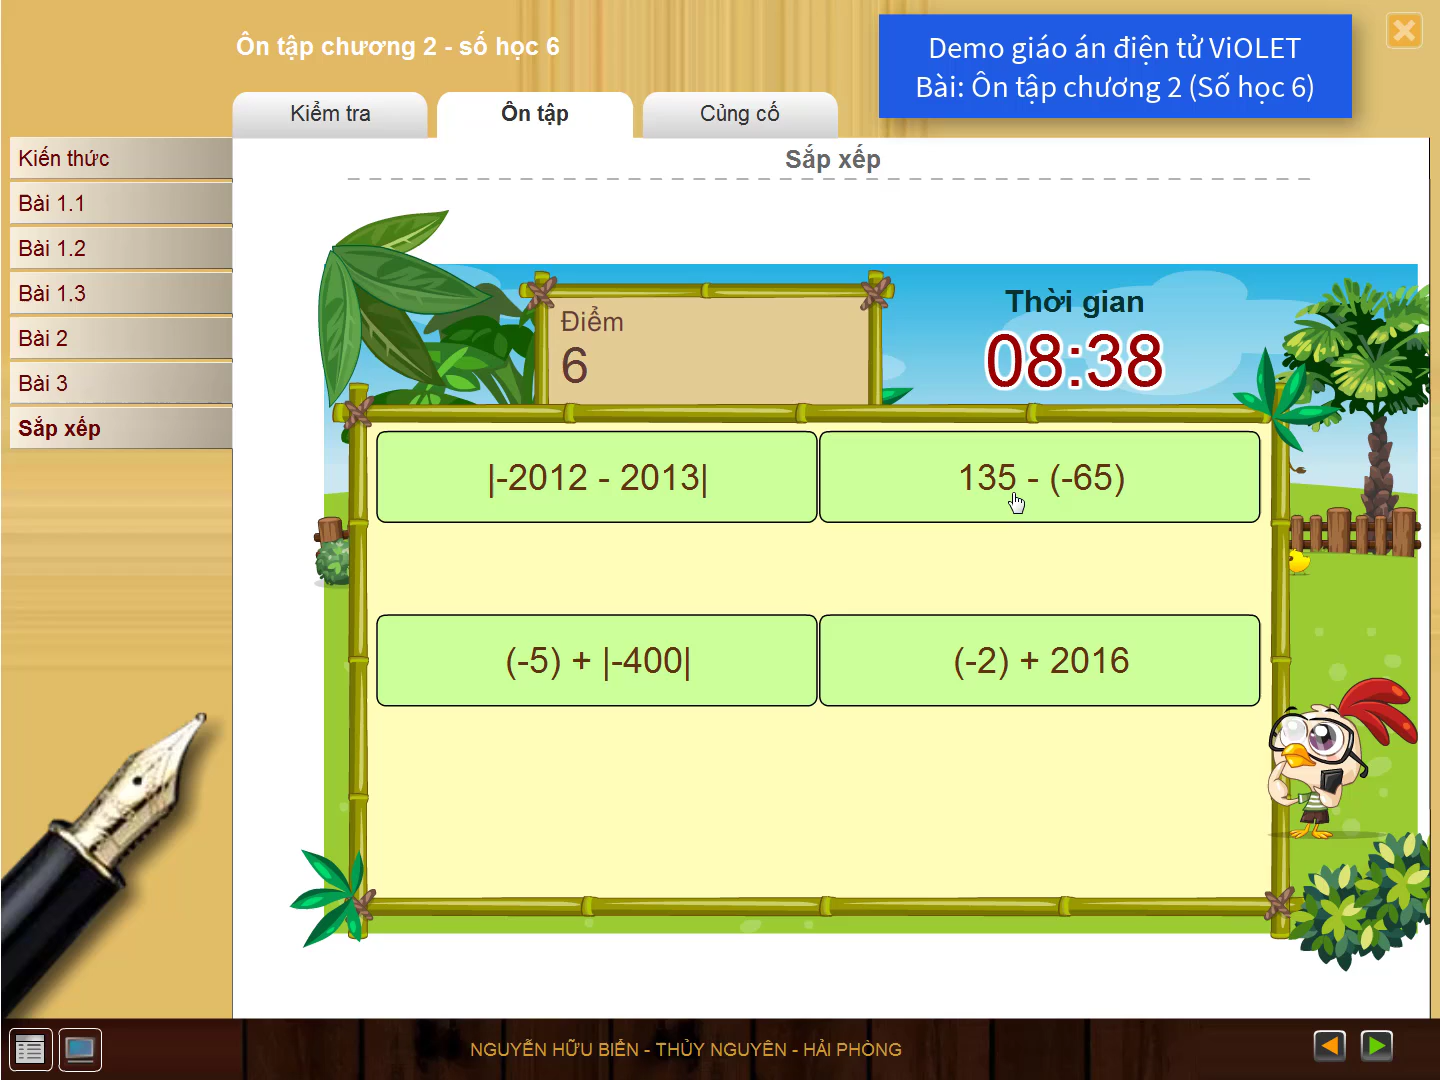 Ôn tập chương 2 - số học 6
Demo giáo án điện tử ViOLET
Bài: Ôn tập chương 2 (Số học 6)
Kiểm tra
Ôn tập
Củng cố
Kiến thức
Bài 1.1
Bài 1.2
Bài 1.3
Bài 2
Bài 3
Sắp xếp
Sắp xếp
Điểm
6
Thời gian
08:38
|-2012 - 2013|
135 - (-65)
(-5) + |-400|
(-2) + 2016
NGUYỄN HỮU BIỂN - THỦY NGUYÊN - HẢI PHÒNG